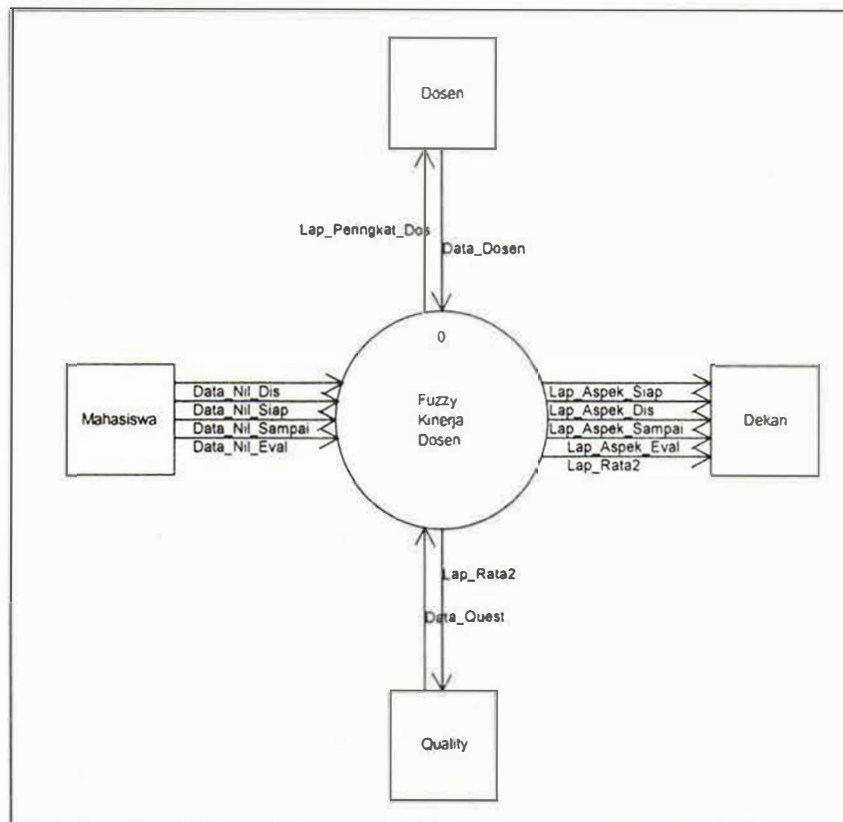 Dosen
Lap_Peringkat_Dos
Data_Dosen
0
Fuzzy
Kinerja
Dosen
Mahasiswa
Data_Nil_Dis
Data_Nil_Siap
Data_Nil_Sampai
Data_Nil_Eval
Lap_Aspek_Siap
Lap_Aspek_Dis
Lap_Aspek_Sampai
Lap_Aspek_Eval
Lap_Rata2
Dekan
Lap_Rata2
Data_Quest
Quality